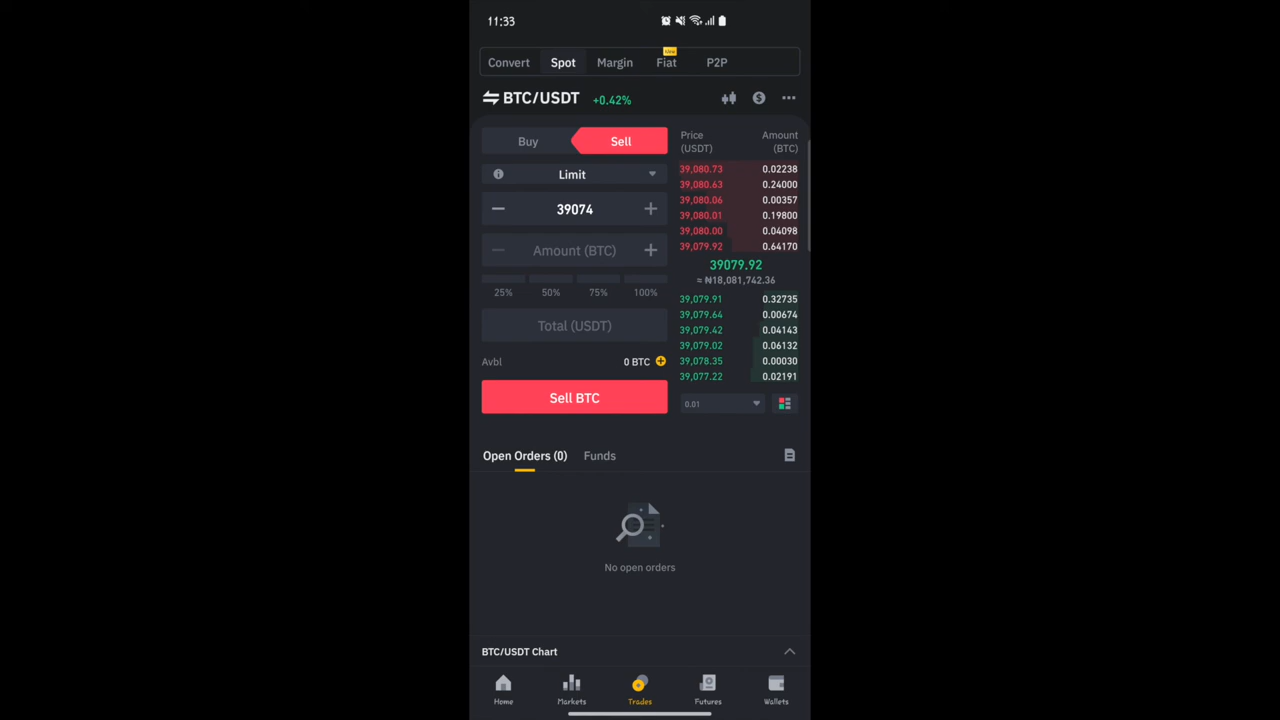 11:33
Convert Spot Margin Fiat P2P
BTC/USDT +0.42%
Buy Sell
Limit
39074
Amount (BTC)
25% 50% 75% 100%
Total (USDT)
Avbl 0 BTC
Sell BTC
Price (USDT) Amount (BTC)
39,080.73 0.02238
39,080.63 0.24000
39,080.06 0.00357
39,080.01 0.19800
39,080.00 0.04098
39,079.92 0.64170
39079.92
≈ ₦18,081,742.36
39,079.91 0.32735
39,079.64 0.00674
39,079.42 0.04143
39,079.02 0.06132
39,078.35 0.00030
39,077.22 0.02191
0.01
Open Orders (0) Funds
No open orders
BTC/USDT Chart
Home Markets Trades Futures Wallets